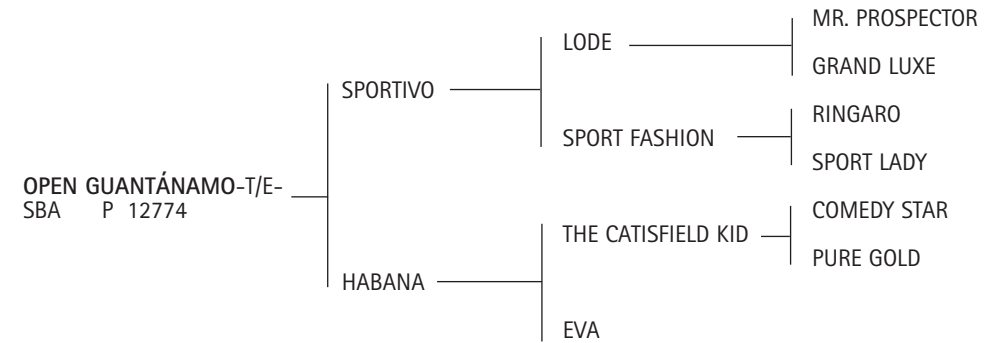 MR. PROSPECTOR
LODE
GRAND LUXE
SPORTIVO
RINGARO
SPORT FASHION
SPORT LADY
OPEN GUANTÁNAMO-T/E-
SBA P 12774
COMEDY STAR
THE CATISFIELD KID
PURE GOLD
HABANA
EVA